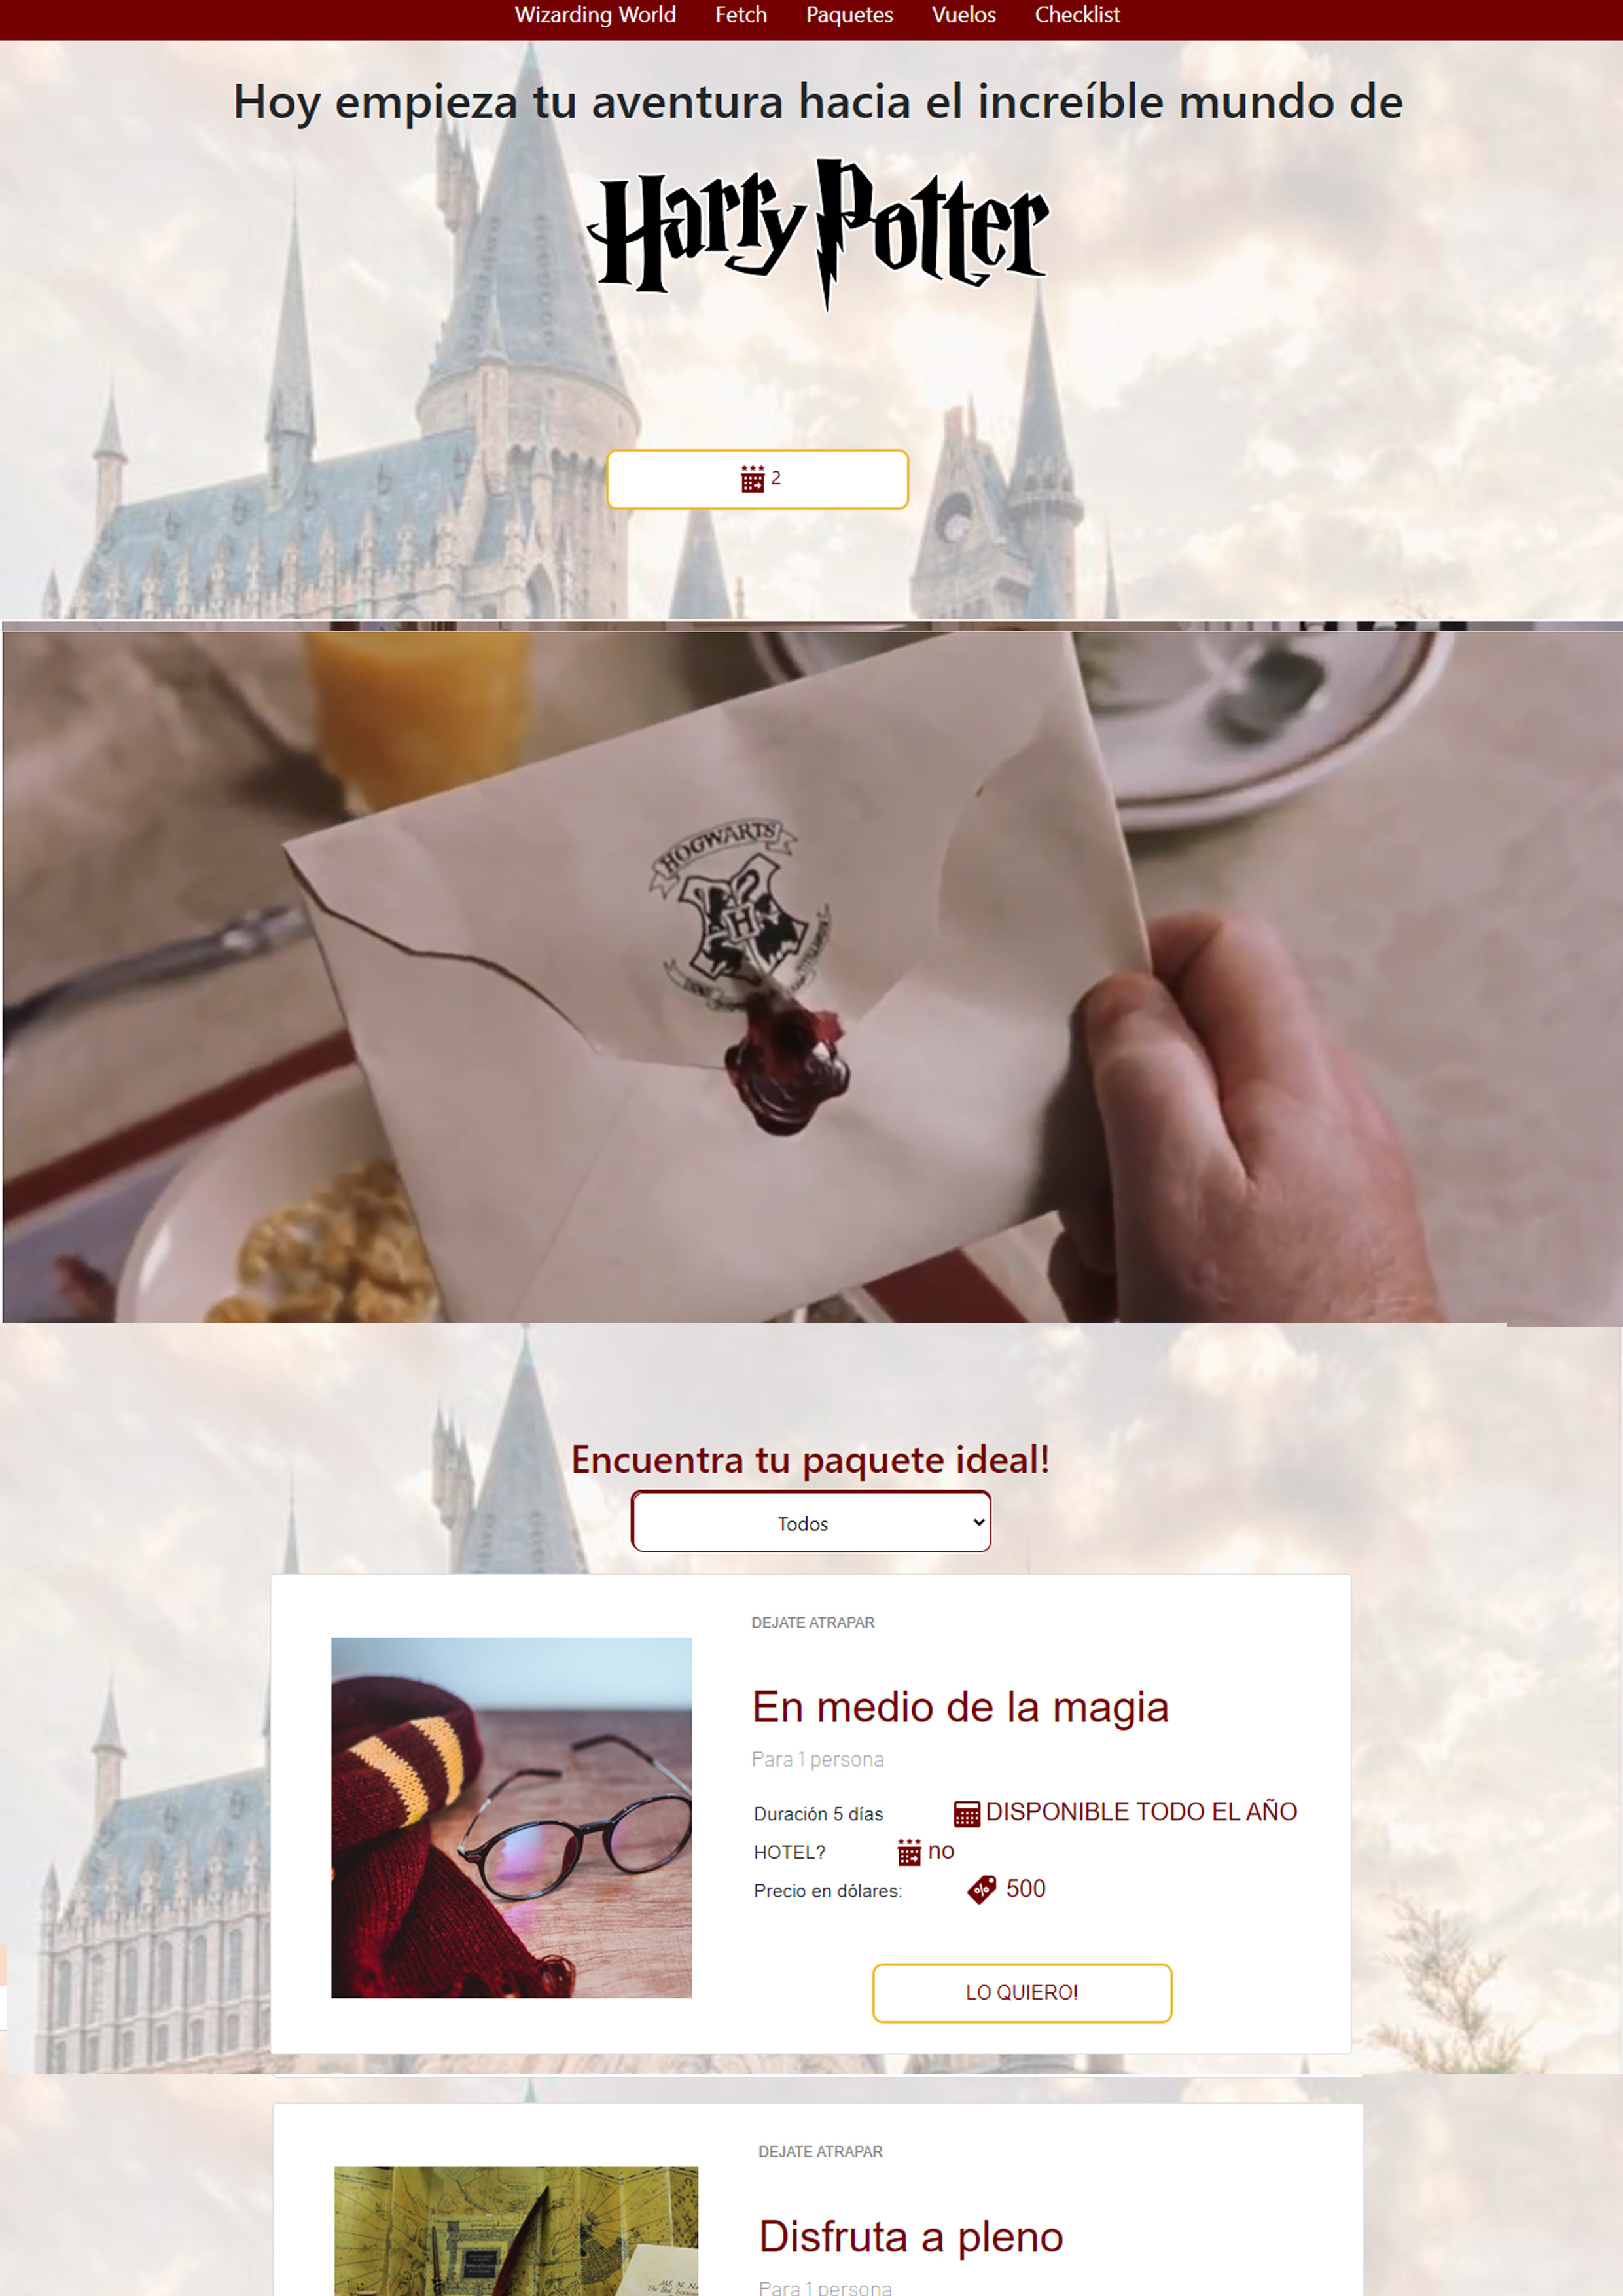 Wizarding World Fetch Paquetes Vuelos Checklist
Hoy empieza tu aventura hacia el increíble mundo de
Harry Potter
2
HOGWARTS
H
Encuentra tu paquete ideal!
Todos
DEJATE ATRAPAR
En medio de la magia
Para 1 persona
Duración 5 días DISPONIBLE TODO EL AÑO
HOTEL? no
Precio en dólares: % 500
LO QUIERO!
DEJATE ATRAPAR
Disfruta a pleno
Para 1 persona